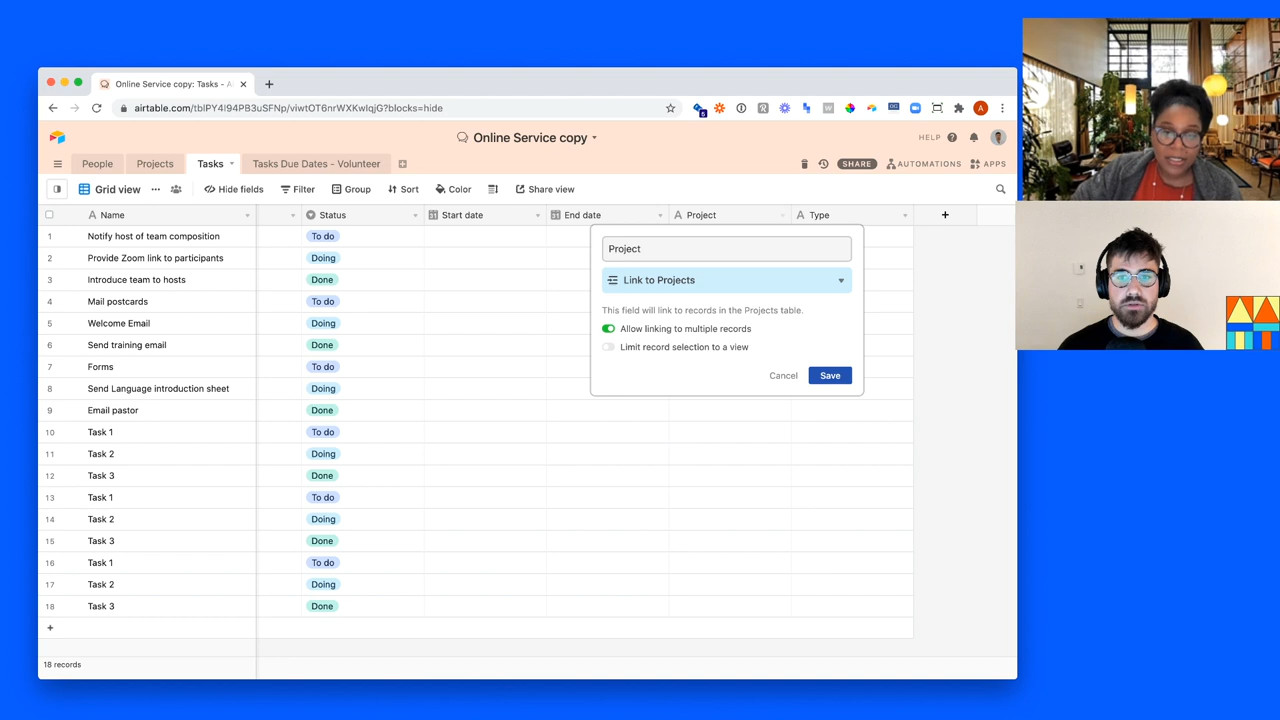 Online Service copy: Tasks - A
airtable.com/tblPY4I94PB3uSFNp/viwtOT6nrWXKwlqjG?blocks=hide
5
A
Online Service copy
HELP
People
Projects
Tasks
Tasks Due Dates - Volunteer
SHARE
AUTOMATIONS
APPS
Grid view
Hide fields
Filter
Group
Sort
Color
Share view
Name
Status
Start date
End date
Project
Type
1 Notify host of team composition To do
2 Provide Zoom link to participants Doing
3 Introduce team to hosts Done
4 Mail postcards To do
5 Welcome Email Doing
6 Send training email Done
7 Forms To do
8 Send Language introduction sheet Doing
9 Email pastor Done
10 Task 1 To do
11 Task 2 Doing
12 Task 3 Done
13 Task 1 To do
14 Task 2 Doing
15 Task 3 Done
16 Task 1 To do
17 Task 2 Doing
18 Task 3 Done
Project
Link to Projects
This field will link to records in the Projects table.
Allow linking to multiple records
Limit record selection to a view
Cancel
Save
18 records